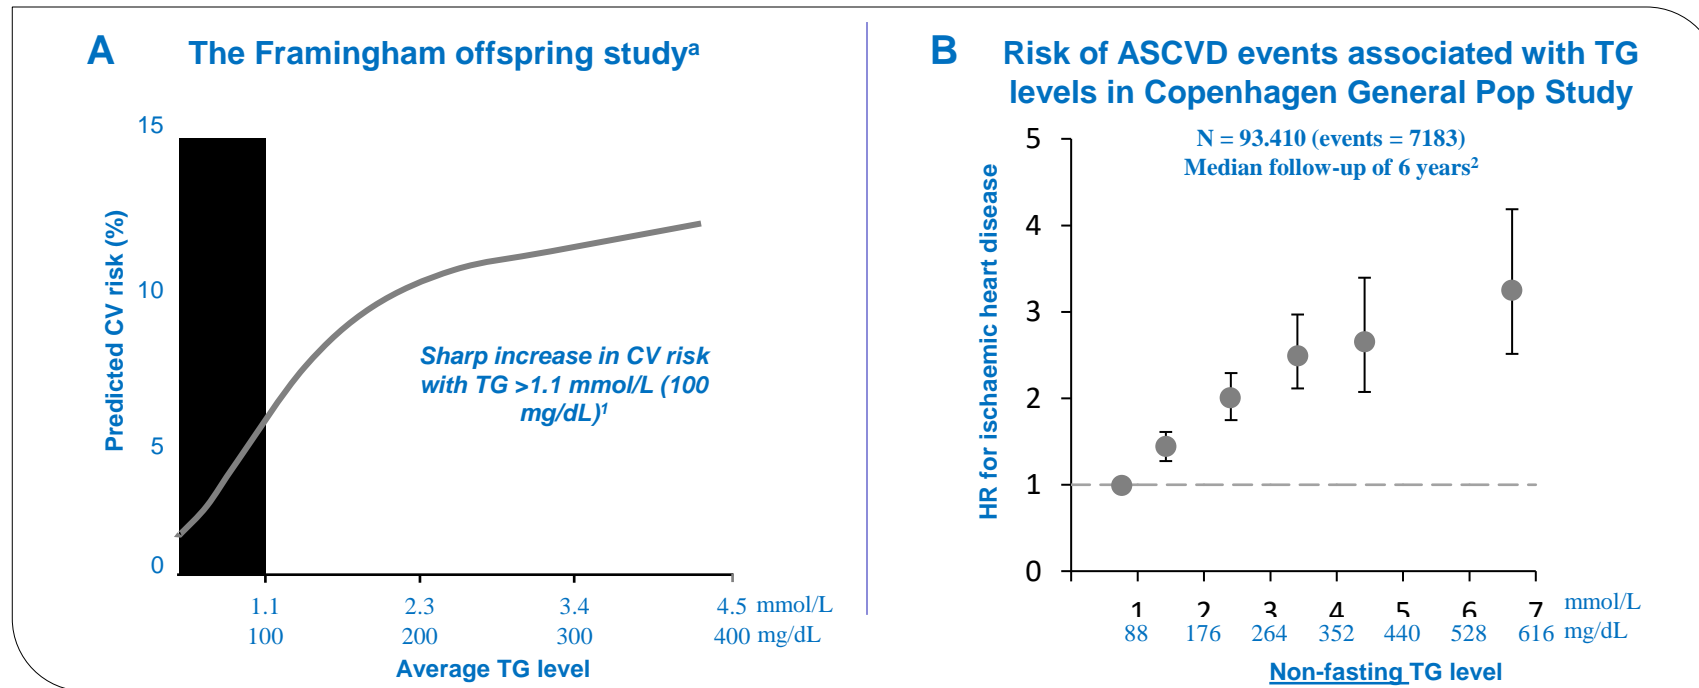 A
The Framingham offspring studyᵃ
15
10
5
0
Predicted CV risk (%)
Sharp increase in CV risk
with TG >1.1 mmol/L (100
mg/dL)¹
1.1 2.3 3.4 4.5 mmol/L
100 200 300 400 mg/dL
Average TG level
B
Risk of ASCVD events associated with TG
levels in Copenhagen General Pop Study
N = 93.410 (events = 7183)
Median follow-up of 6 years²
5
4
3
2
1
0
HR for ischaemic heart disease
1 2 3 4 5 6 7 mmol/L
88 176 264 352 440 528 616 mg/dL
Non-fasting TG level